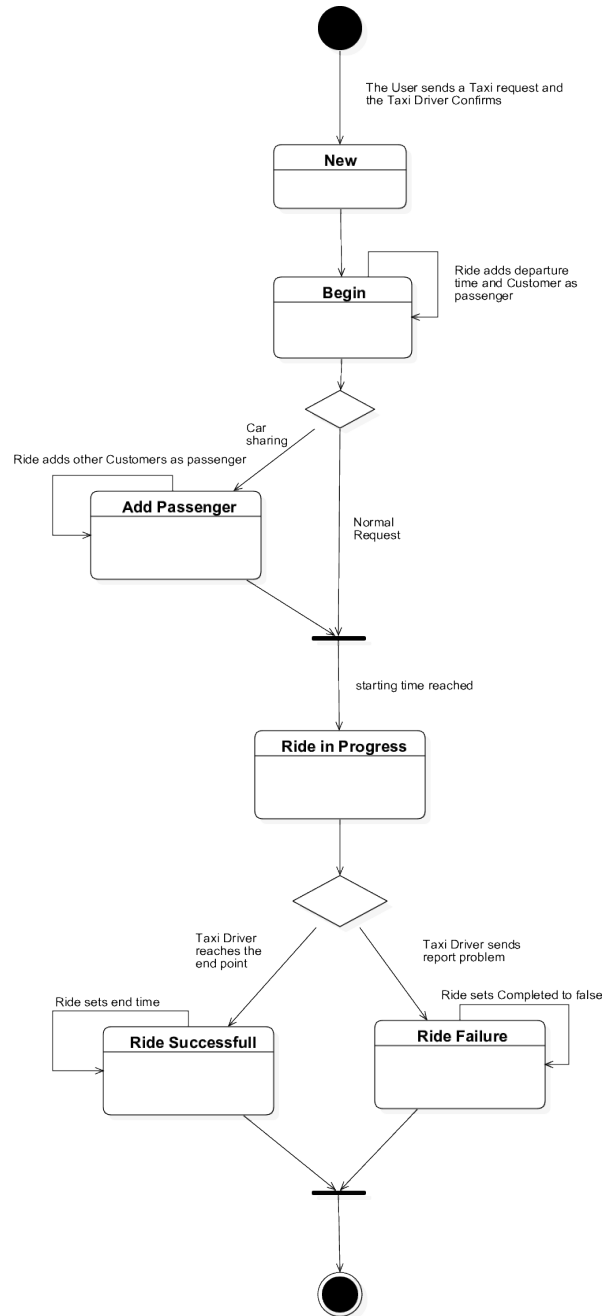 The User sends a Taxi request and
the Taxi Driver Confirms
New
Ride adds departure
time and Customer as
passenger
Begin
Car
sharing
Ride adds other Customers as passenger
Add Passenger
Normal
Request
starting time reached
Ride in Progress
Taxi Driver
reaches the
end point
Taxi Driver sends
report problem
Ride sets end time
Ride sets Completed to false
Ride Successfull
Ride Failure